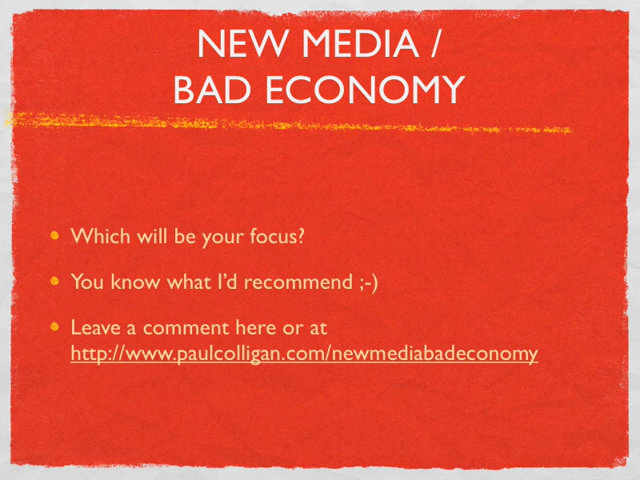 NEW MEDIA /
BAD ECONOMY
Which will be your focus?
You know what I'd recommend ;-)
Leave a comment here or at
http://www.paulcolligan.com/newmediabadeconomy